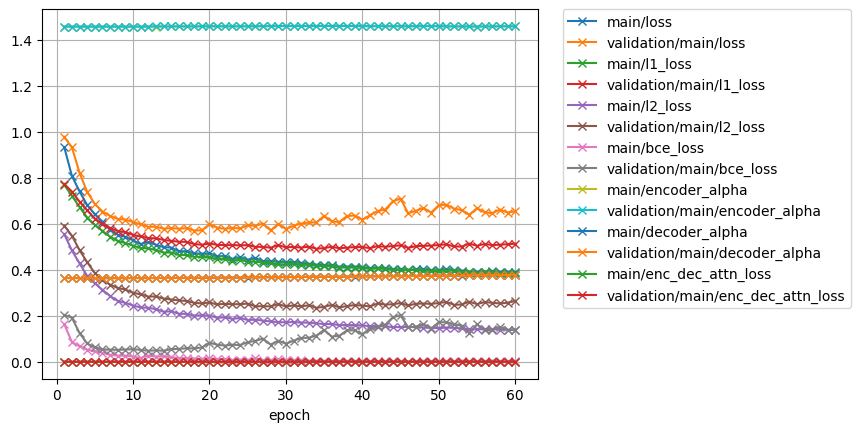 1.4
1.2
1.0
0.8
0.6
0.4
0.2
0.0
0 10 20 30 40 50 60
epoch
main/loss
validation/main/loss
main/l1_loss
validation/main/l1_loss
main/l2_loss
validation/main/l2_loss
main/bce_loss
validation/main/bce_loss
main/encoder_alpha
validation/main/encoder_alpha
main/decoder_alpha
validation/main/decoder_alpha
main/enc_dec_attn_loss
validation/main/enc_dec_attn_loss